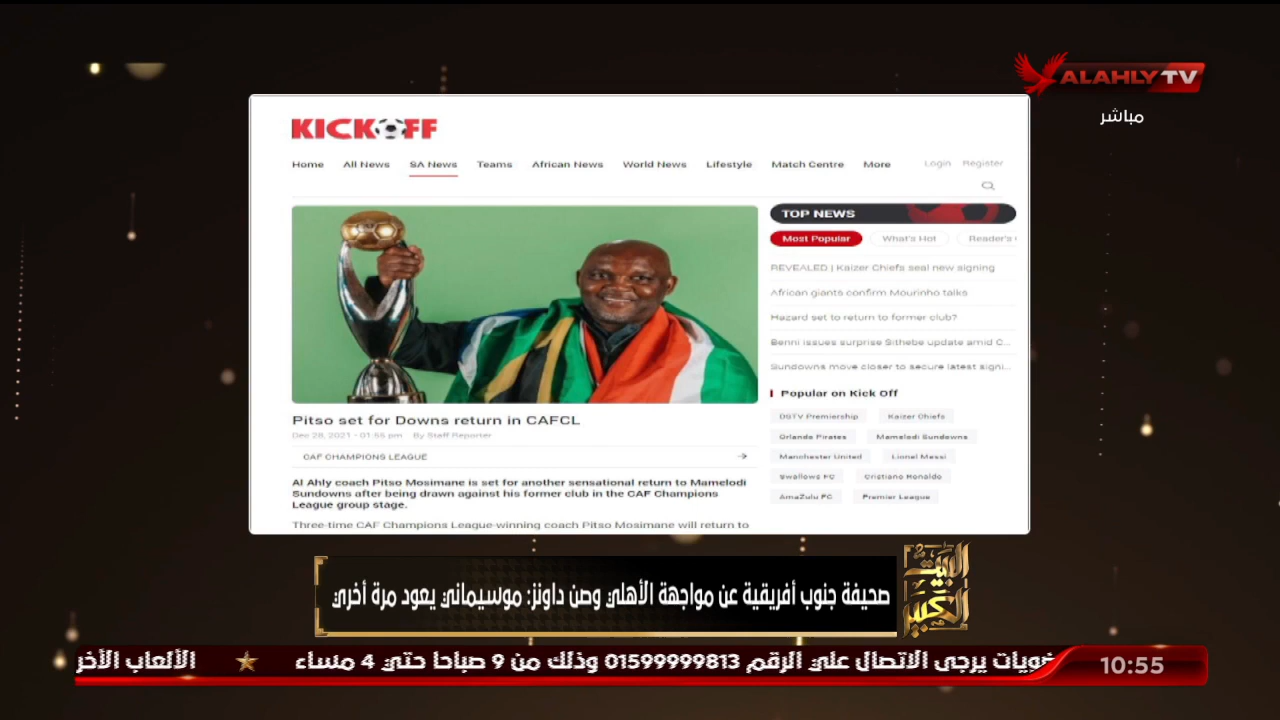 ALAHLY TV
مباشر
KICKOFF
Home All News SA News Teams African News World News Lifestyle Match Centre More Login Register
TOP NEWS
Most Popular What's Hot Reader's
REVEALED | Kaizer Chiefs seal new signing
African giants confirm Mourinho talks
Hazard set to return to former club?
Benni issues surprise Sithebe update amid C...
Sundowns move closer to secure latest signi...
Popular on Kick Off
DSTV Premiership Kaizer Chiefs
Orlando Pirates Mamelodi Sundowns
Manchester United Lionel Messi
Swallows FC Cristiano Ronaldo
AmaZulu FC Premier League
Pitso set for Downs return in CAFCL
Dec 28, 2021 - 01:55 pm By Staff Reporter
CAF CHAMPIONS LEAGUE
Al Ahly coach Pitso Mosimane is set for another sensational return to Mamelodi
Sundowns after being drawn against his former club in the CAF Champions
League group stage.
Three-time CAF Champions League-winning coach Pitso Mosimane will return to
البيت الكبير
صحيفة جنوب أفريقية عن مواجهة الأهلي وصن داونز: موسيماني يعود مرة أخري
ضويات يرجى الاتصال علي الرقم 01599999813 وذلك من 9 صباحا حتي 4 مساء ★ الألعاب الأخر
10:55